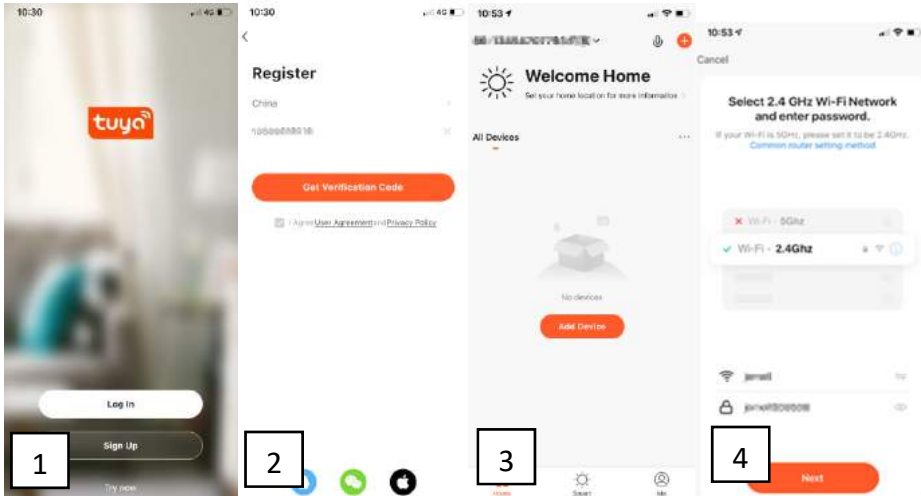 10:30
4G
tuya
Log In
Sign Up
Try now
1
10:30
4G
Register
China
Get Verification Code
I Agree User Agreement and Privacy Policy
2
10:53
Welcome Home
Set your home location for more information
All Devices
...
No devices
Add Device
Home Smart Me
3
10:53
Cancel
Select 2.4 GHz Wi-Fi Network
and enter password.
If your Wi-Fi is 5GHz, please set it to be 2.4GHz.
Common router setting method
Wi-Fi - 5Ghz
Wi-Fi - 2.4Ghz
Next
4